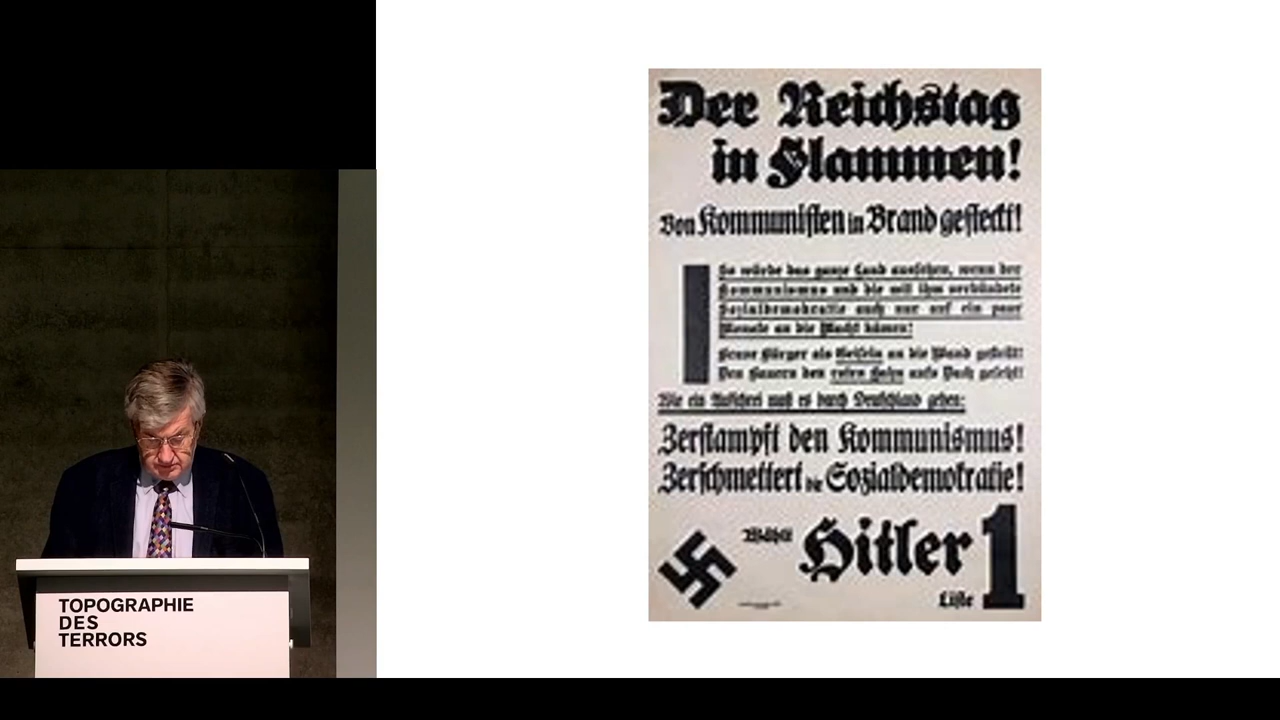 TOPOGRAPHIE
DES
TERRORS
Der Reichstag
in Flammen!
Von Kommunisten in Brand gesteckt!
So würde das ganze Land aussehen, wenn der
Kommunismus und die mit ihm verbündete
Sozialdemokratie auch nur auf ein paar
Monate an die Macht kämen!
Brave Bürger als Geiseln an die Wand gestellt!
Den Bauern den roten Hahn aufs Dach gesetzt!
Wie ein Aufschrei muß es durch Deutschland gehen:
Zerstampft den Kommunismus!
Zerschmettert die Sozialdemokratie!
Wählt Hitler 1
Liste